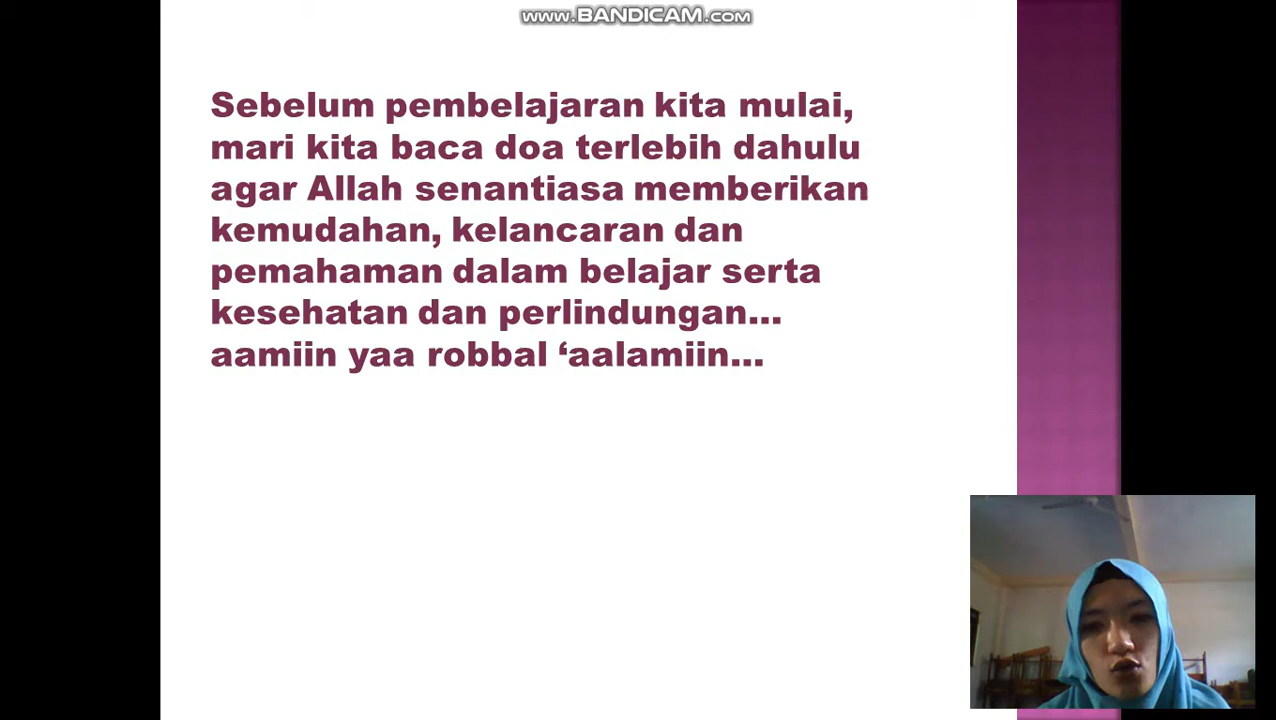 www.BANDICAM.com
Sebelum pembelajaran kita mulai,
mari kita baca doa terlebih dahulu
agar Allah senantiasa memberikan
kemudahan, kelancaran dan
pemahaman dalam belajar serta
kesehatan dan perlindungan...
aamiin yaa robbal ‘aalamiin...